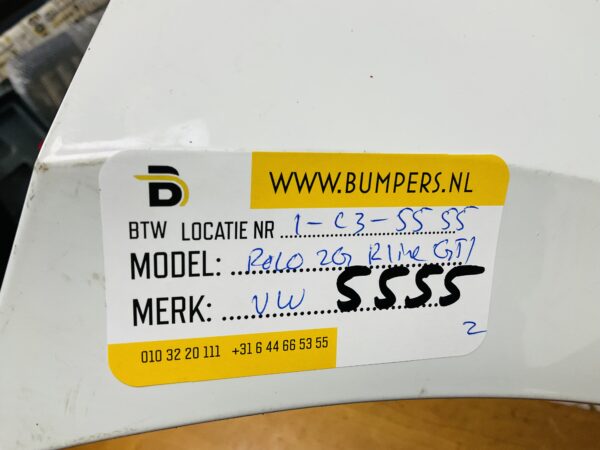 B
WWW.BUMPERS.NL
BTW LOCATIE NR 1-C3-5555
MODEL: POLO 2G Rline GTI
MERK: VW 5555
2
010 32 20 111 +31 6 44 66 53 55